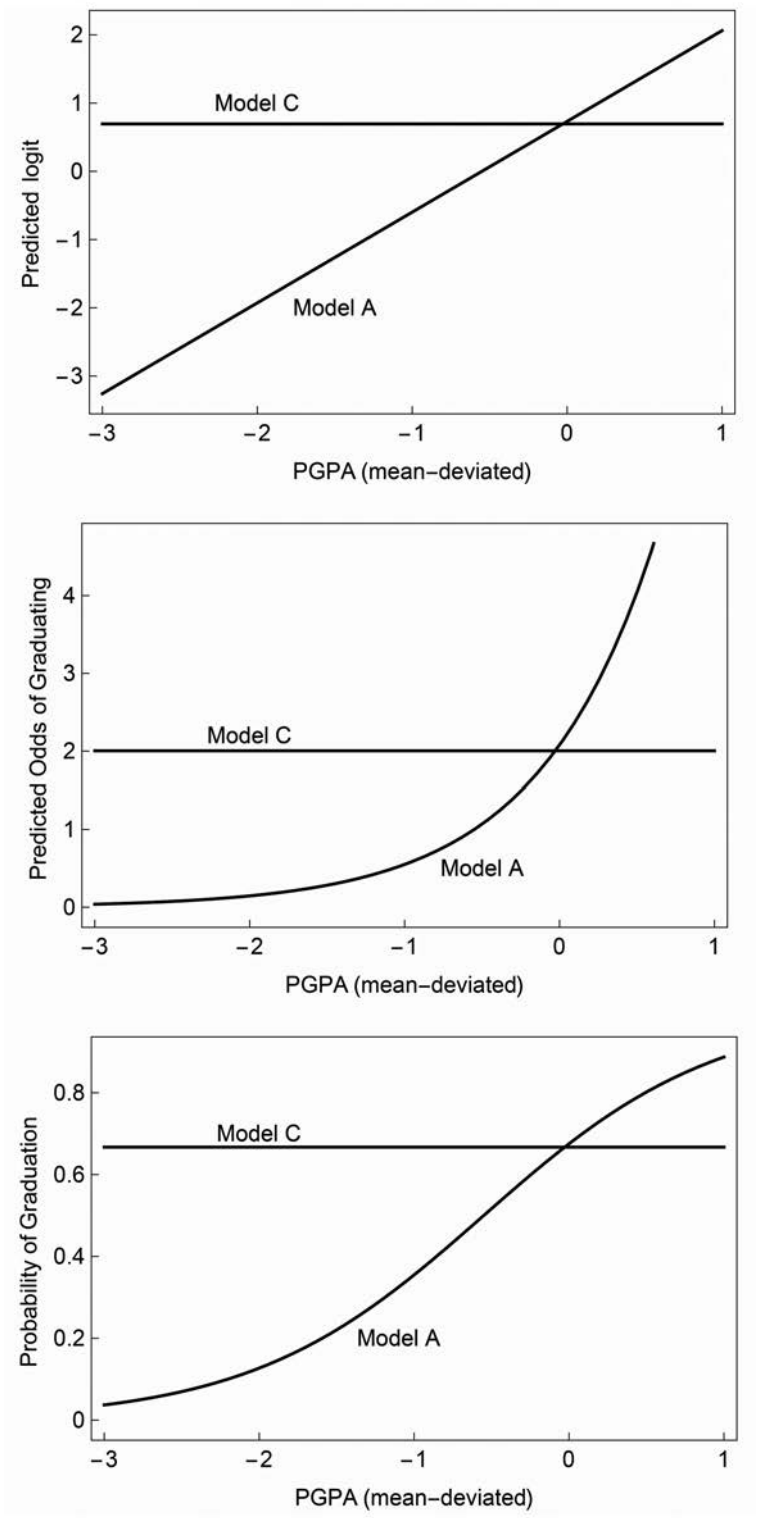 2
Model C
1
0
−1
Model A
−2
−3
Predicted logit
−3 −2 −1 0 1
PGPA (mean−deviated)
4
3
Model C
2
1
Model A
0
Predicted Odds of Graduating
−3 −2 −1 0 1
PGPA (mean−deviated)
0.8
Model C
0.6
0.4
0.2
Model A
0
Probability of Graduation
−3 −2 −1 0 1
PGPA (mean−deviated)